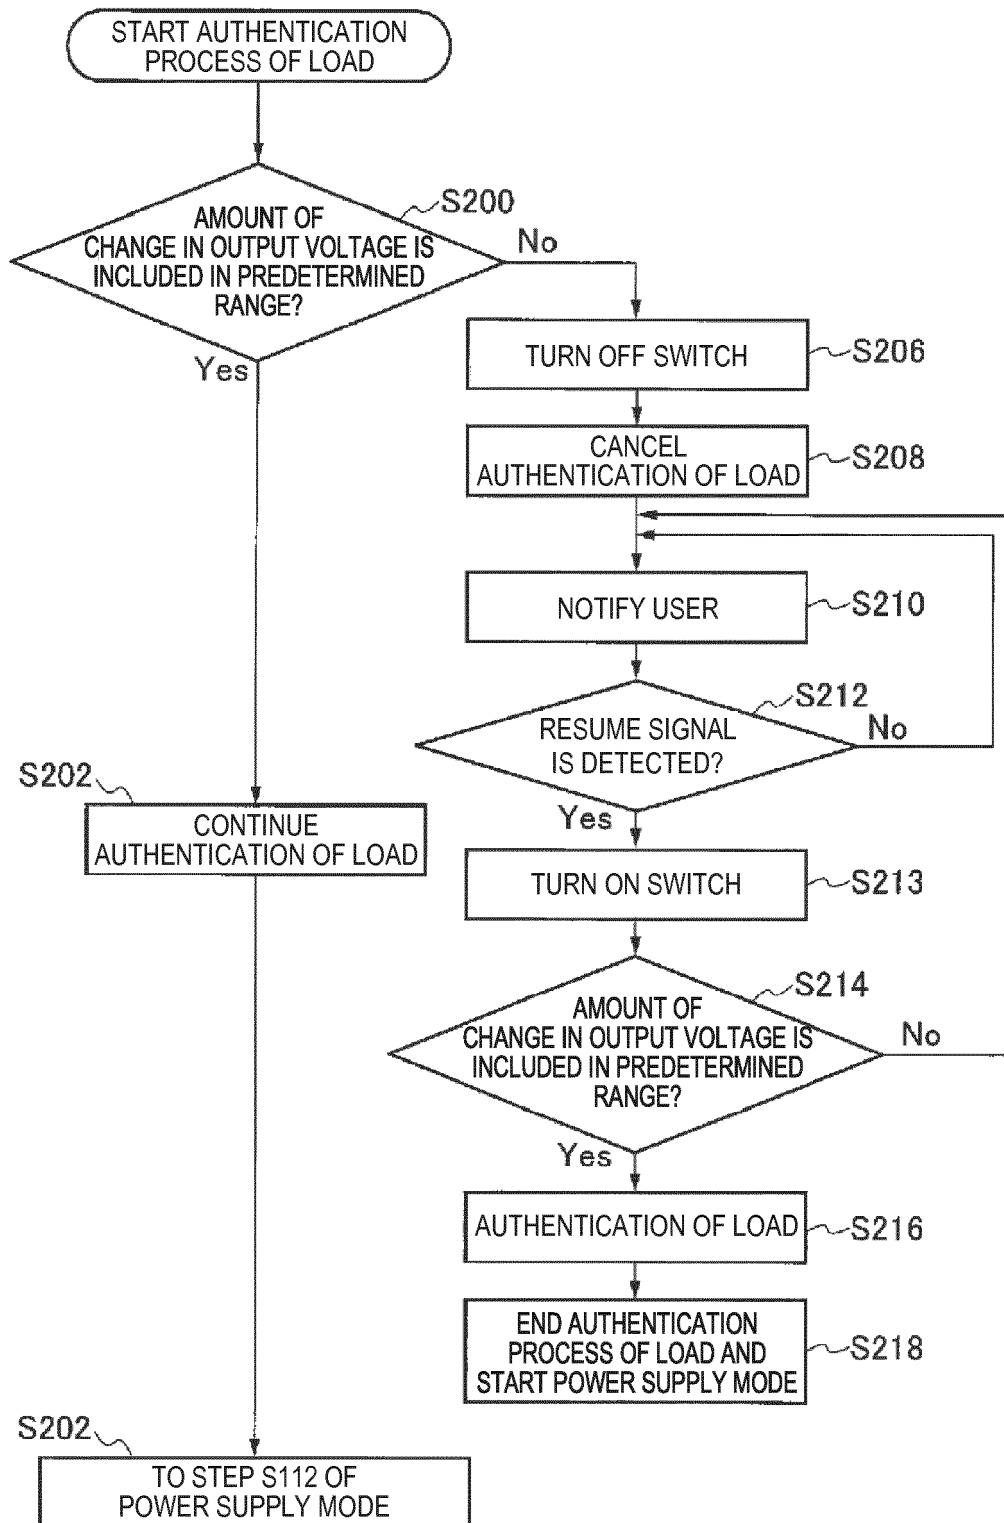 START AUTHENTICATION
PROCESS OF LOAD
S200
AMOUNT OF
CHANGE IN OUTPUT VOLTAGE IS
INCLUDED IN PREDETERMINED
RANGE?
No
Yes
TURN OFF SWITCH
S206
CANCEL
AUTHENTICATION OF LOAD
S208
NOTIFY USER
S210
S212
RESUME SIGNAL
IS DETECTED?
No
Yes
S202
CONTINUE
AUTHENTICATION OF LOAD
TURN ON SWITCH
S213
S214
AMOUNT OF
CHANGE IN OUTPUT VOLTAGE IS
INCLUDED IN PREDETERMINED
RANGE?
No
Yes
AUTHENTICATION OF LOAD
S216
END AUTHENTICATION
PROCESS OF LOAD AND
START POWER SUPPLY MODE
S218
S202
TO STEP S112 OF
POWER SUPPLY MODE